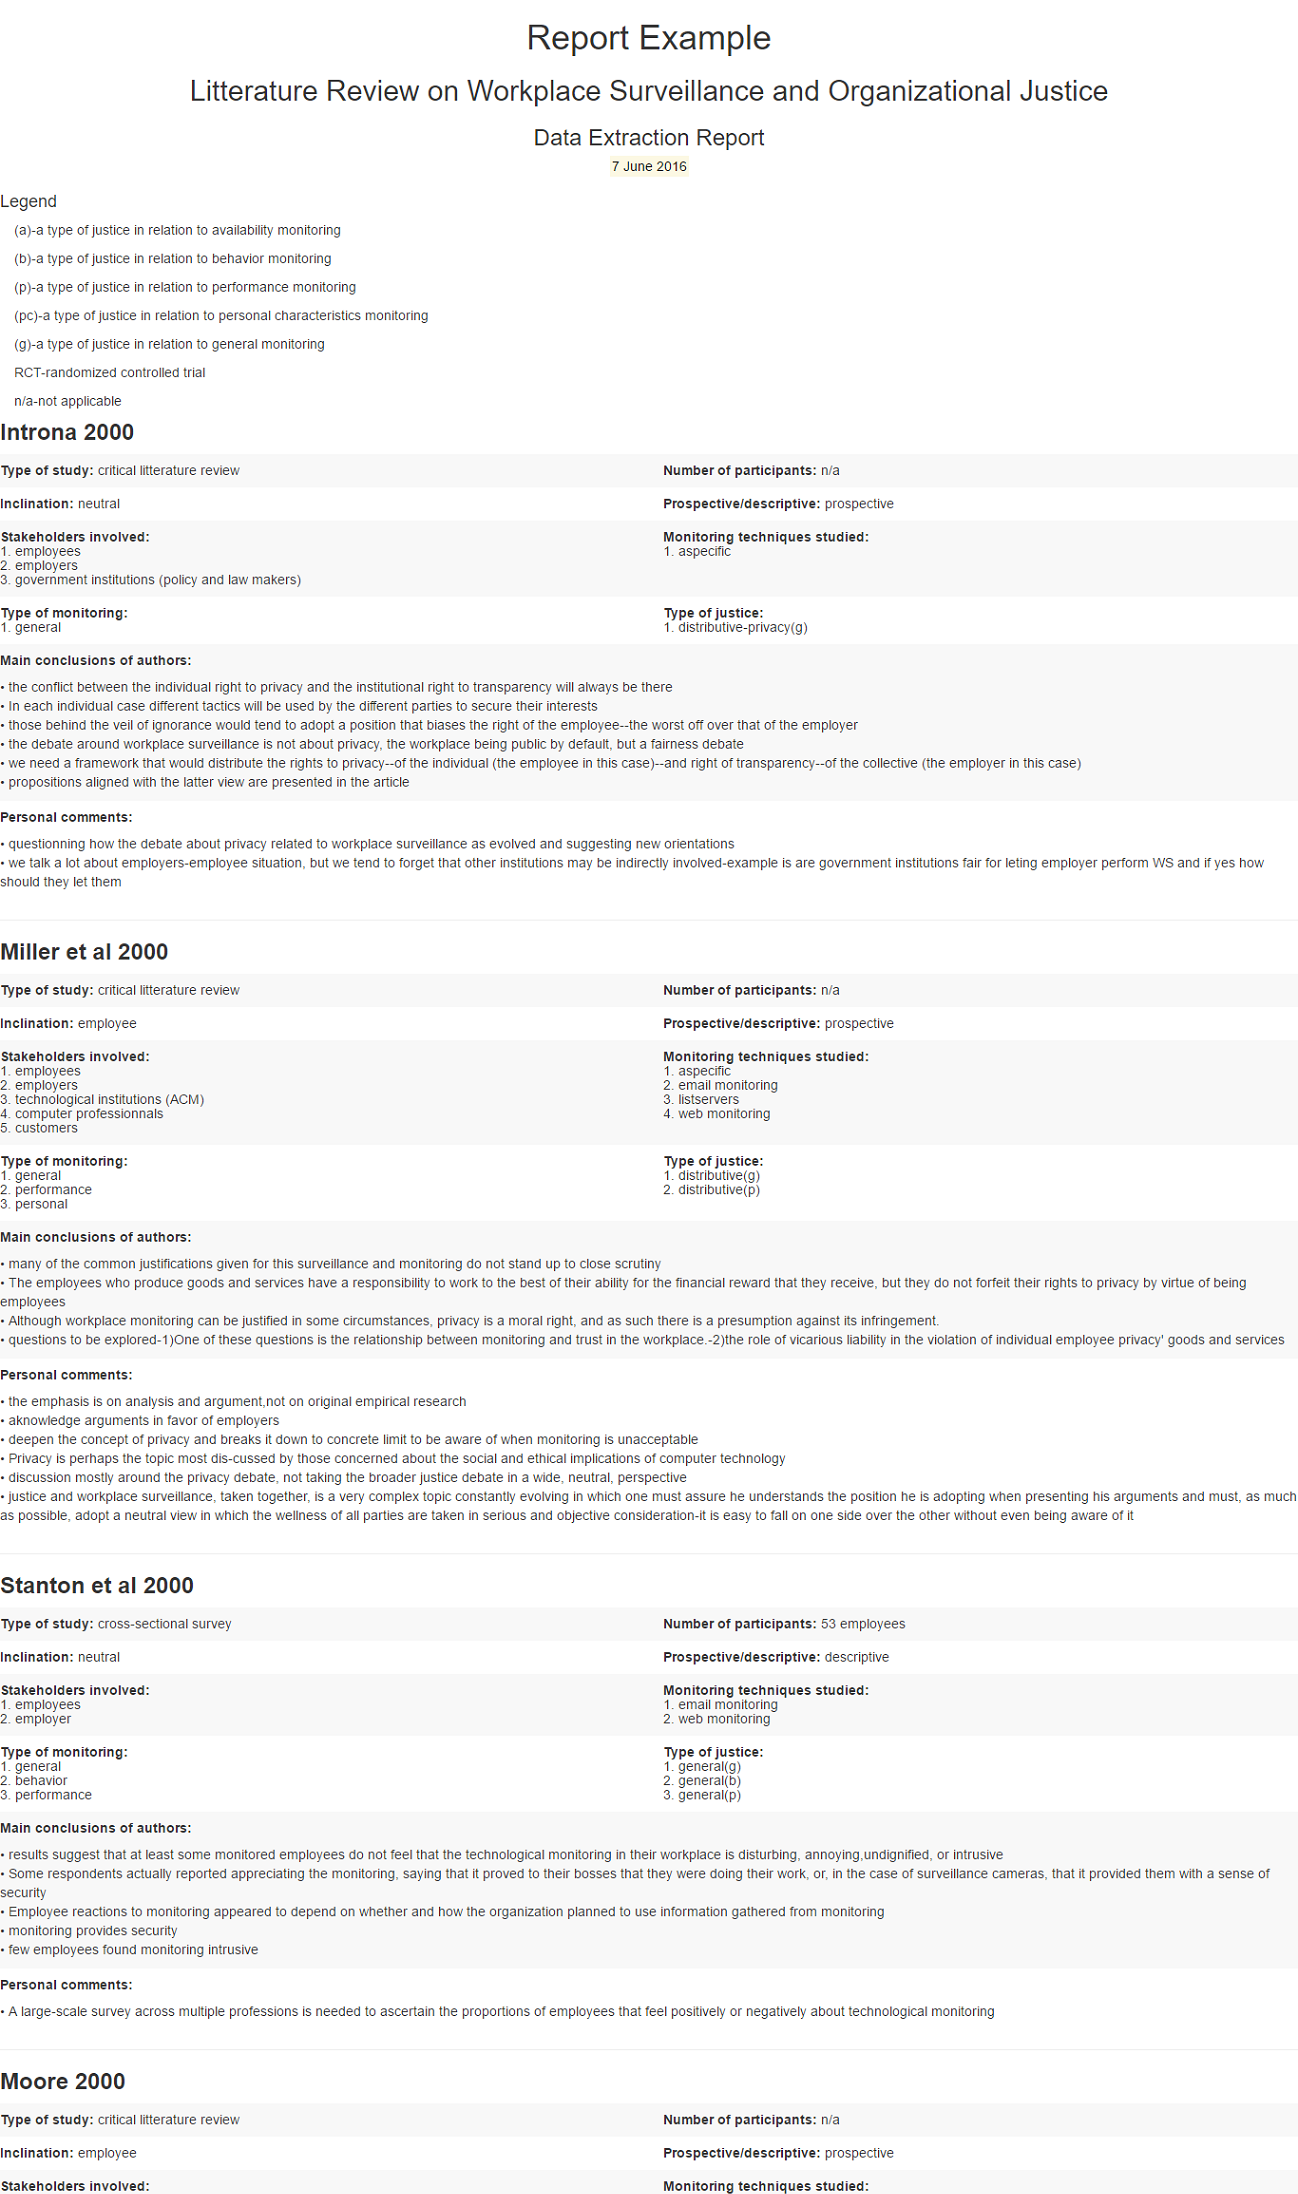 Report Example
Litterature Review on Workplace Surveillance and Organizational Justice
Data Extraction Report
7 June 2016
Legend
(a)-a type of justice in relation to availability monitoring
(b)-a type of justice in relation to behavior monitoring
(p)-a type of justice in relation to performance monitoring
(pc)-a type of justice in relation to personal characteristics monitoring
(g)-a type of justice in relation to general monitoring
RCT-randomized controlled trial
n/a-not applicable
Introna 2000
Type of study: critical litterature review
Number of participants: n/a
Inclination: neutral
Prospective/descriptive: prospective
Stakeholders involved:
1. employees
2. employers
3. government institutions (policy and law makers)
Monitoring techniques studied:
1. aspecific
Type of monitoring:
1. general
Type of justice:
1. distributive-privacy(g)
Main conclusions of authors:
• the conflict between the individual right to privacy and the institutional right to transparency will always be there
• In each individual case different tactics will be used by the different parties to secure their interests
• those behind the veil of ignorance would tend to adopt a position that biases the right of the employee--the worst off over that of the employer
• the debate around workplace surveillance is not about privacy, the workplace being public by default, but a fairness debate
• we need a framework that would distribute the rights to privacy--of the individual (the employee in this case)--and right of transparency--of the collective (the employer in this case)
• propositions aligned with the latter view are presented in the article
Personal comments:
• questionning how the debate about privacy related to workplace surveillance as evolved and suggesting new orientations
• we talk a lot about employers-employee situation, but we tend to forget that other institutions may be indirectly involved-example is are government institutions fair for leting employer perform WS and if yes how
should they let them
Miller et al 2000
Type of study: critical litterature review
Number of participants: n/a
Inclination: employee
Prospective/descriptive: prospective
Stakeholders involved:
1. employees
2. employers
3. technological institutions (ACM)
4. computer professionnals
5. customers
Monitoring techniques studied:
1. aspecific
2. email monitoring
3. listservers
4. web monitoring
Type of monitoring:
1. general
2. performance
3. personal
Type of justice:
1. distributive(g)
2. distributive(p)
Main conclusions of authors:
• many of the common justifications given for this surveillance and monitoring do not stand up to close scrutiny
• The employees who produce goods and services have a responsibility to work to the best of their ability for the financial reward that they receive, but they do not forfeit their rights to privacy by virtue of being
employees
• Although workplace monitoring can be justified in some circumstances, privacy is a moral right, and as such there is a presumption against its infringement.
• questions to be explored-1)One of these questions is the relationship between monitoring and trust in the workplace.-2)the role of vicarious liability in the violation of individual employee privacy' goods and services
Personal comments:
• the emphasis is on analysis and argument,not on original empirical research
• aknowledge arguments in favor of employers
• deepen the concept of privacy and breaks it down to concrete limit to be aware of when monitoring is unacceptable
• Privacy is perhaps the topic most dis-cussed by those concerned about the social and ethical implications of computer technology
• discussion mostly around the privacy debate, not taking the broader justice debate in a wide, neutral, perspective
• justice and workplace surveillance, taken together, is a very complex topic constantly evolving in which one must assure he understands the position he is adopting when presenting his arguments and must, as much
as possible, adopt a neutral view in which the wellness of all parties are taken in serious and objective consideration-it is easy to fall on one side over the other without even being aware of it
Stanton et al 2000
Type of study: cross-sectional survey
Number of participants: 53 employees
Inclination: neutral
Prospective/descriptive: descriptive
Stakeholders involved:
1. employees
2. employer
Monitoring techniques studied:
1. email monitoring
2. web monitoring
Type of monitoring:
1. general
2. behavior
3. performance
Type of justice:
1. general(g)
2. general(b)
3. general(p)
Main conclusions of authors:
• results suggest that at least some monitored employees do not feel that the technological monitoring in their workplace is disturbing, annoying,undignified, or intrusive
• Some respondents actually reported appreciating the monitoring, saying that it proved to their bosses that they were doing their work, or, in the case of surveillance cameras, that it provided them with a sense of
security
• Employee reactions to monitoring appeared to depend on whether and how the organization planned to use information gathered from monitoring
• monitoring provides security
• few employees found monitoring intrusive
Personal comments:
• A large-scale survey across multiple professions is needed to ascertain the proportions of employees that feel positively or negatively about technological monitoring
Moore 2000
Type of study: critical litterature review
Number of participants: n/a
Inclination: employee
Prospective/descriptive: prospective
Stakeholders involved:
Monitoring techniques studied: